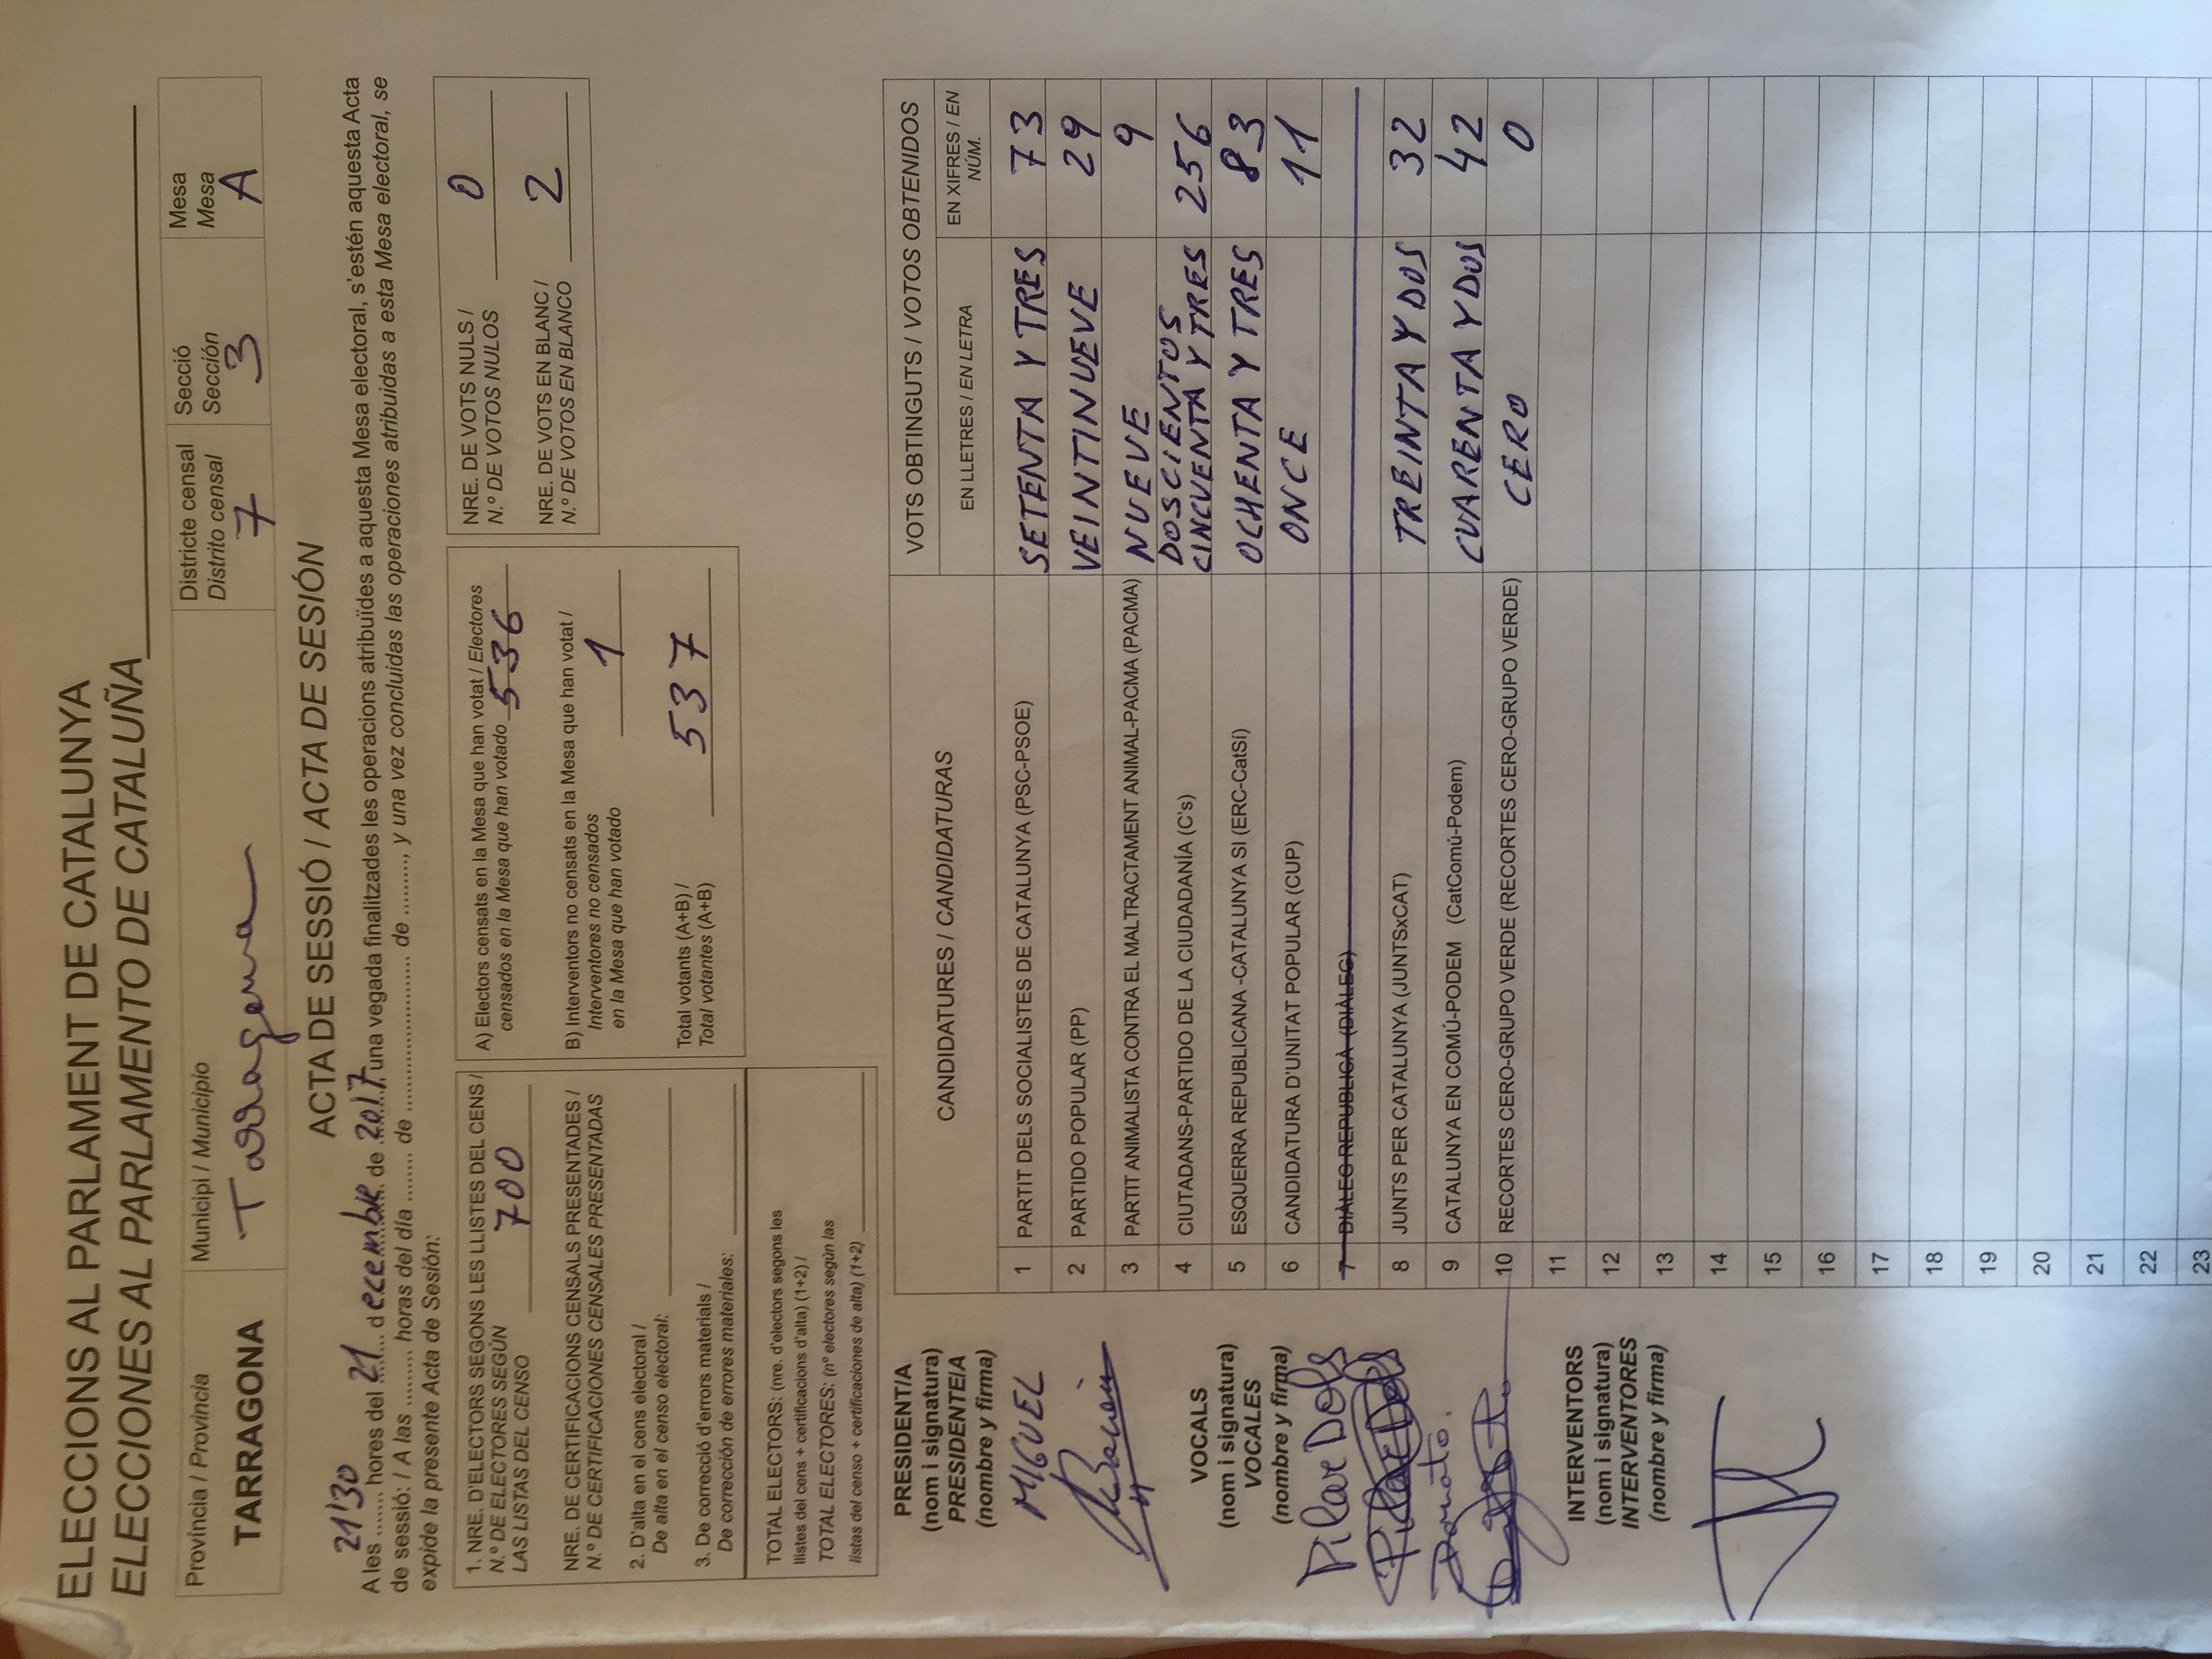 ELECCIONS AL PARLAMENT DE CATALUNYA
ELECCIONES AL PARLAMENTO DE CATALUÑA
Província / Provincia
TARRAGONA
Municipi / Municipio
Tarragona
Districte censal
Distrito censal
7
Secció
Sección
3
Mesa
Mesa
A
ACTA DE SESSIÓ / ACTA DE SESIÓN
21'30
A les ....... hores del 21 d ecembre de 2017, una vegada finalitzades les operacions atribuïdes a aquesta Mesa electoral, s'estén aquesta Acta
de sessió: / A las ......... horas del día ........ de ......................... de ........., y una vez concluidas las operaciones atribuidas a esta Mesa electoral, se
expide la presente Acta de Sesión:
1. NRE. D'ELECTORS SEGONS LES LLISTES DEL CENS /
N.º DE ELECTORES SEGÚN
LAS LISTAS DEL CENSO 700
NRE. DE CERTIFICACIONS CENSALS PRESENTADES /
N.º DE CERTIFICACIONES CENSALES PRESENTADAS
2. D'alta en el cens electoral /
De alta en el censo electoral:
3. De correcció d'errors materials /
De corrección de errores materiales:
TOTAL ELECTORS: (nre. d'electors segons les
llistes del cens + certificacions d'alta) (1+2) /
TOTAL ELECTORES: (nº electores según las
listas del censo + certificaciones de alta) (1+2)
A) Electors censats en la Mesa que han votat / Electores
censados en la Mesa que han votado 536
B) Interventors no censats en la Mesa que han votat /
Interventores no censados
en la Mesa que han votado 1
Total votants (A+B) /
Total votantes (A+B) 537
NRE. DE VOTS NULS /
N.º DE VOTOS NULOS 0
NRE. DE VOTS EN BLANC /
N.º DE VOTOS EN BLANCO 2
PRESIDENT/A
(nom i signatura)
PRESIDENTE/A
(nombre y firma)
MIGUEL
VOCALS
(nom i signatura)
VOCALES
(nombre y firma)
Pilar Dols
Pilar Dols
Donato.
INTERVENTORS
(nom i signatura)
INTERVENTORES
(nombre y firma)
CANDIDATURES / CANDIDATURAS
VOTS OBTINGUTS / VOTOS OBTENIDOS
EN LLETRES / EN LETRA
EN XIFRES / EN
NÚM.
1 PARTIT DELS SOCIALISTES DE CATALUNYA (PSC-PSOE) SETENTA Y TRES 73
2 PARTIDO POPULAR (PP) VEINTINUEVE 29
3 PARTIT ANIMALISTA CONTRA EL MALTRACTAMENT ANIMAL-PACMA (PACMA) NUEVE 9
4 CIUTADANS-PARTIDO DE LA CIUDADANÍA (C's) DOSCIENTOS
CINCUENTA Y TRES 256
5 ESQUERRA REPUBLICANA -CATALUNYA SI (ERC-CatSí) OCHENTA Y TRES 83
6 CANDIDATURA D'UNITAT POPULAR (CUP) ONCE 11
7 DIÀLEG REPUBLICÀ (DIÀLEG)
8 JUNTS PER CATALUNYA (JUNTSxCAT) TREINTA Y DOS 32
9 CATALUNYA EN COMÚ-PODEM (CatComú-Podem) CUARENTA Y DOS 42
10 RECORTES CERO-GRUPO VERDE (RECORTES CERO-GRUPO VERDE) CERO 0
11
12
13
14
15
16
17
18
19
20
21
22
23